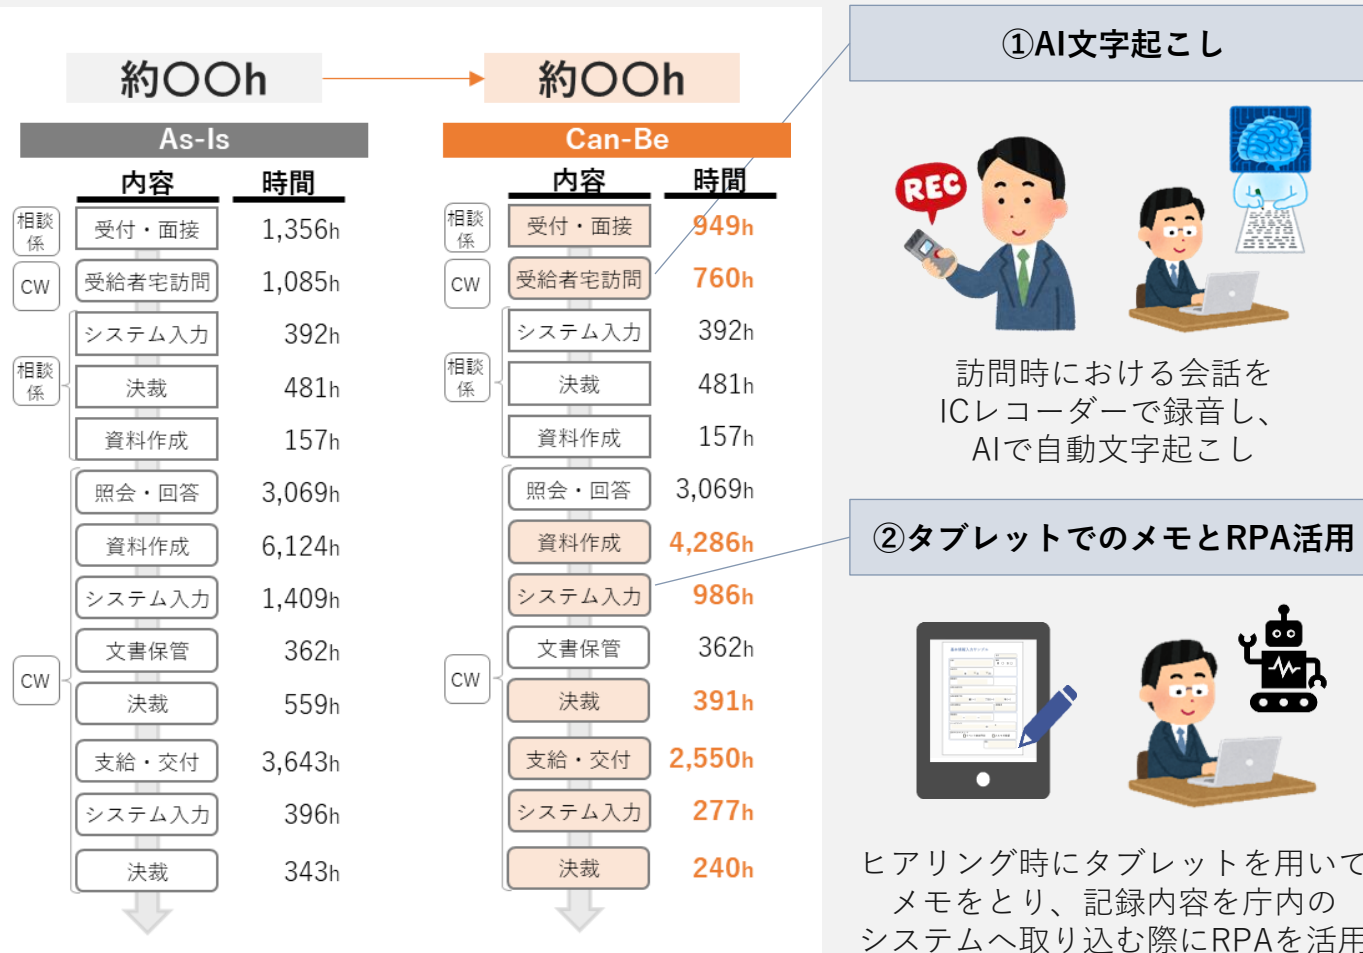 約〇〇h
約〇〇h
As-Is
内容 時間
相談係 受付・面接 1,356h
CW 受給者宅訪問 1,085h
システム入力 392h
相談係 決裁 481h
資料作成 157h
照会・回答 3,069h
資料作成 6,124h
システム入力 1,409h
文書保管 362h
CW 決裁 559h
支給・交付 3,643h
システム入力 396h
決裁 343h
Can-Be
内容 時間
相談係 受付・面接 949h
CW 受給者宅訪問 760h
システム入力 392h
相談係 決裁 481h
資料作成 157h
照会・回答 3,069h
資料作成 4,286h
システム入力 986h
文書保管 362h
CW 決裁 391h
支給・交付 2,550h
システム入力 277h
決裁 240h
①AI文字起こし
REC
訪問時における会話を
ICレコーダーで録音し、
AIで自動文字起こし
②タブレットでのメモとRPA活用
ヒアリング時にタブレットを用いて
メモをとり、記録内容を庁内の
システムへ取り込む際にRPAを活用